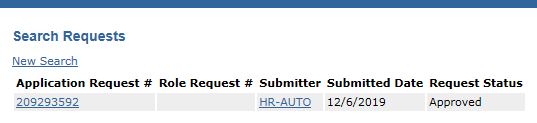 Search Requests
New Search
Application Request # Role Request # Submitter Submitted Date Request Status
209293592 HR-AUTO 12/6/2019 Approved